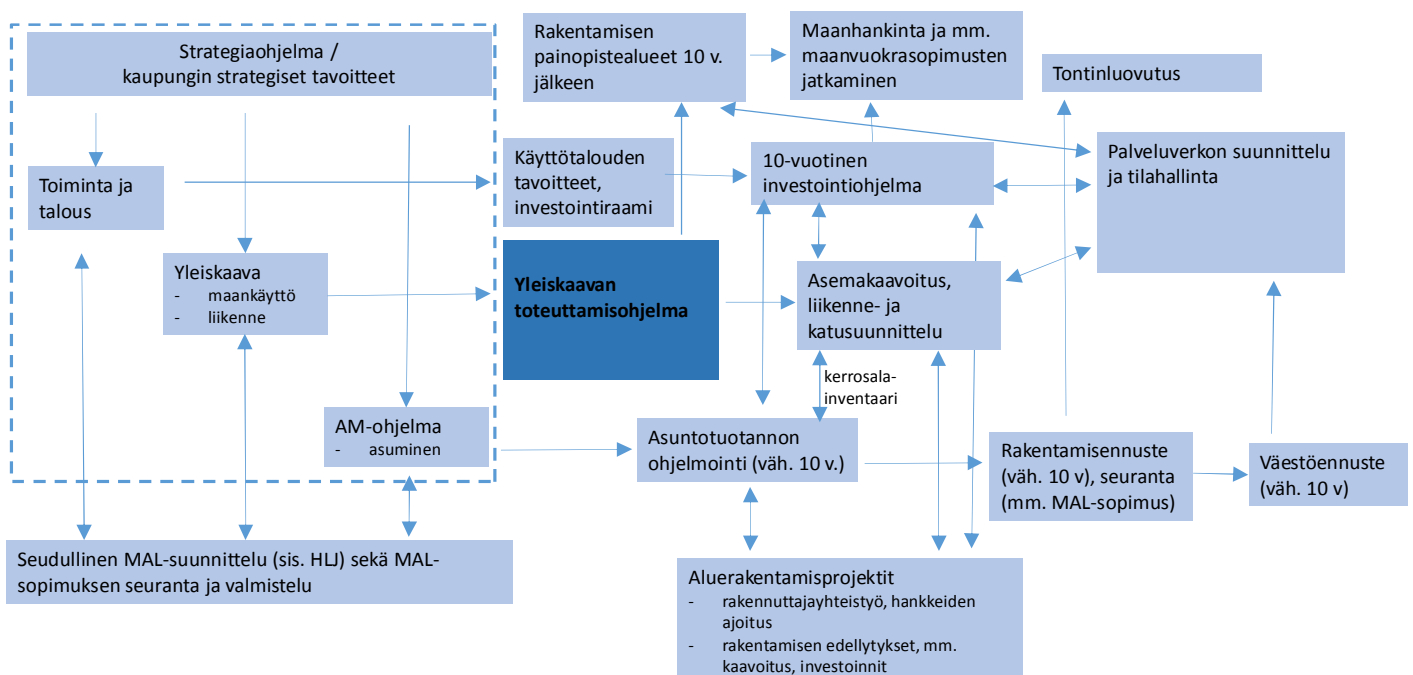 Strategiaohjelma /
kaupungin strategiset tavoitteet
Rakentamisen
painopistealueet 10 v.
jälkeen
Maanhankinta ja mm.
maanvuokrasopimusten
jatkaminen
Tontinluovutus
Toiminta ja
talous
Käyttötalouden
tavoitteet,
investointiraami
10-vuotinen
investointiohjelma
Palveluverkon suunnittelu
ja tilahallinta
Yleiskaava
- maankäyttö
- liikenne
Yleiskaavan
toteuttamisohjelma
Asemakaavoitus,
liikenne- ja
katusuunnittelu
kerrosala-
inventaari
AM-ohjelma
- asuminen
Asuntotuotannon
ohjelmointi (väh. 10 v.)
Rakentamisennuste
(väh. 10 v), seuranta
(mm. MAL-sopimus)
Väestöennuste
(väh. 10 v)
Seudullinen MAL-suunnittelu (sis. HLJ) sekä MAL-
sopimuksen seuranta ja valmistelu
Aluerakentamisprojektit
- rakennuttajayhteistyö, hankkeiden
ajoitus
- rakentamisen edellytykset, mm.
kaavoitus, investoinnit